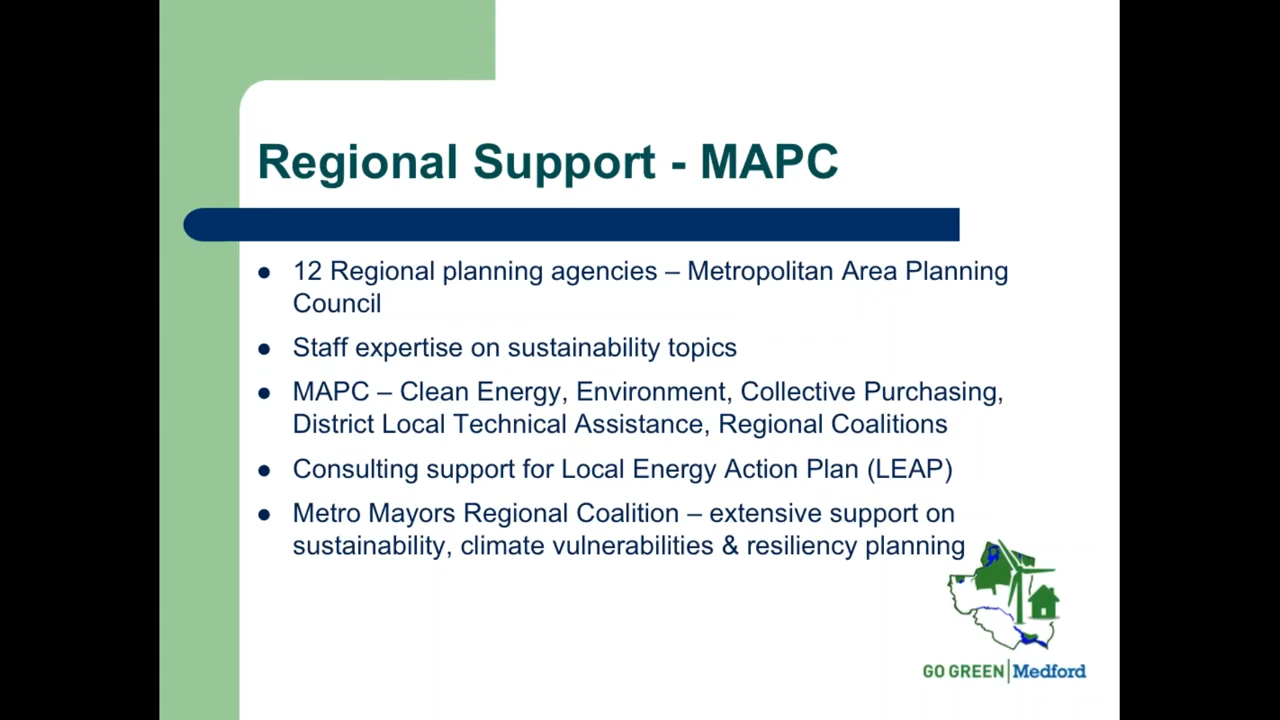 Regional Support - MAPC
● 12 Regional planning agencies – Metropolitan Area Planning
Council
● Staff expertise on sustainability topics
● MAPC – Clean Energy, Environment, Collective Purchasing,
District Local Technical Assistance, Regional Coalitions
● Consulting support for Local Energy Action Plan (LEAP)
● Metro Mayors Regional Coalition – extensive support on
sustainability, climate vulnerabilities & resiliency planning
GO GREEN|Medford